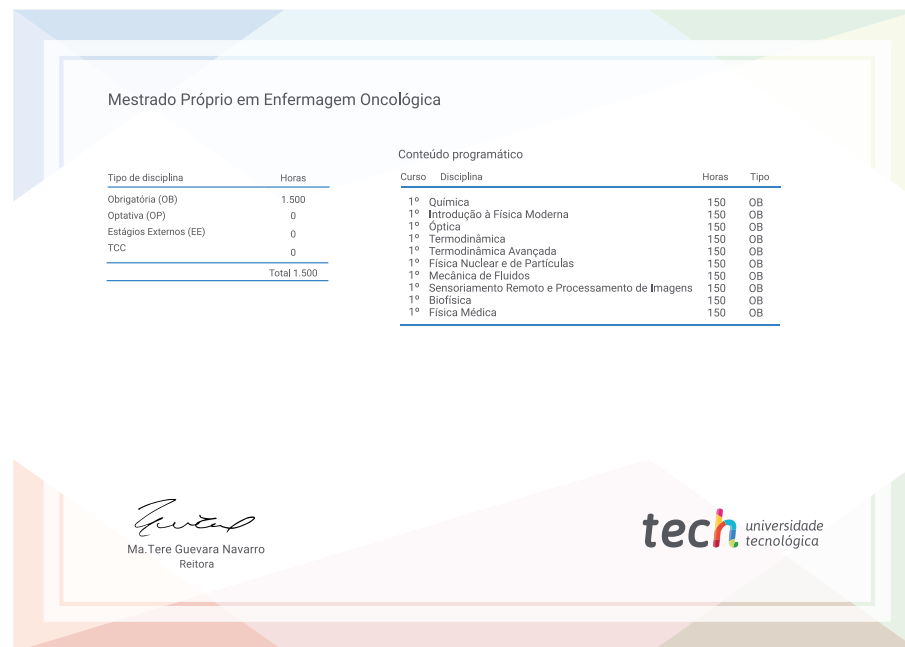 Mestrado Próprio em Enfermagem Oncológica
Tipo de disciplina Horas
Obrigatória (OB) 1.500
Optativa (OP) 0
Estágios Externos (EE) 0
TCC 0
Total 1.500
Conteúdo programático
Curso Disciplina Horas Tipo
1º Química 150 OB
1º Introdução à Física Moderna 150 OB
1º Óptica 150 OB
1º Termodinâmica 150 OB
1º Termodinâmica Avançada 150 OB
1º Física Nuclear e de Partículas 150 OB
1º Mecânica de Fluidos 150 OB
1º Sensoriamento Remoto e Processamento de Imagens 150 OB
1º Biofísica 150 OB
1º Física Médica 150 OB
Ma.Tere Guevara Navarro
Reitora
tech universidade
tecnológica